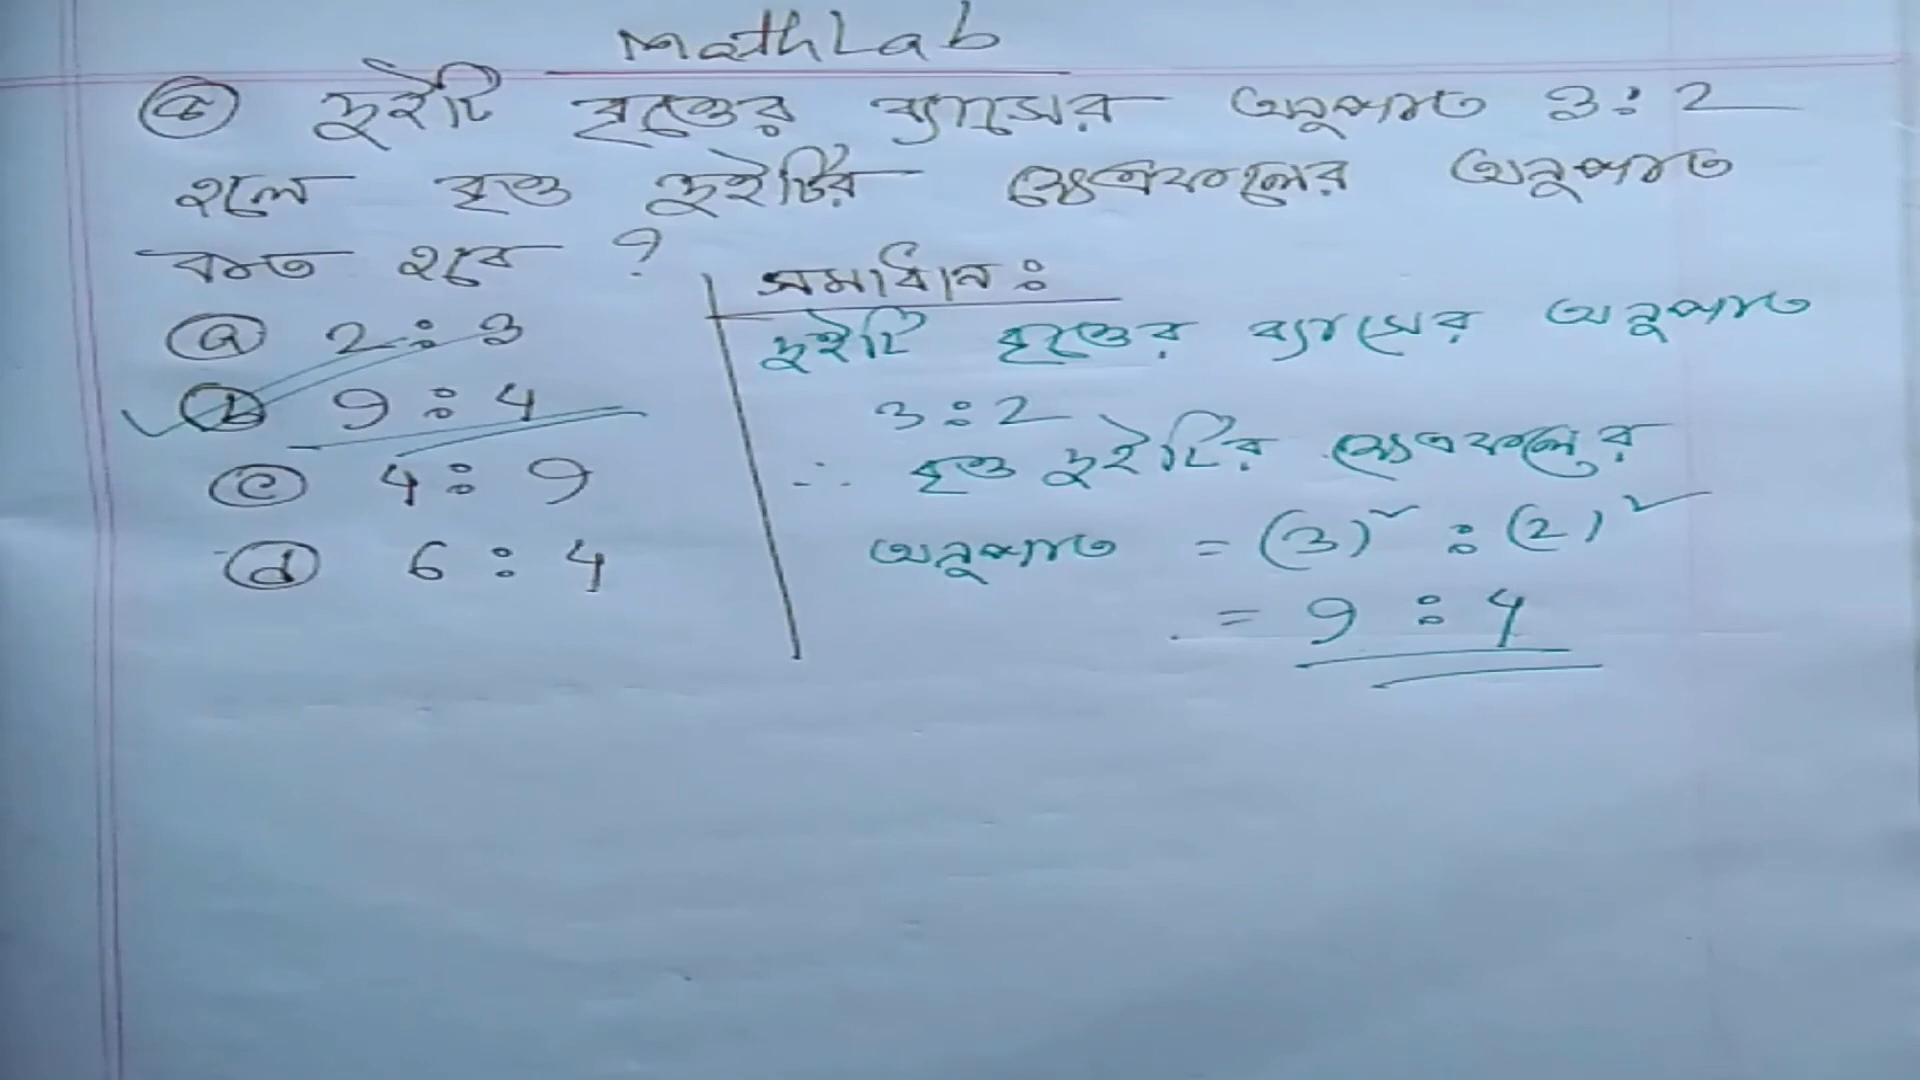 MathLab
দুইটি বৃত্তের ব্যাসের অনুপাত 3:2
হলে বৃত্ত দুইটির ক্ষেত্রফলের অনুপাত
কত হবে ?
ⓐ 2 : 3
ⓑ 9 : 4
ⓒ 4 : 9
ⓓ 6 : 4
সমাধান :
দুইটি বৃত্তের ব্যাসের অনুপাত
3 : 2
∴ বৃত্ত দুইটির ক্ষেত্রফলের
অনুপাত = (3)² : (2)²
= 9 : 4